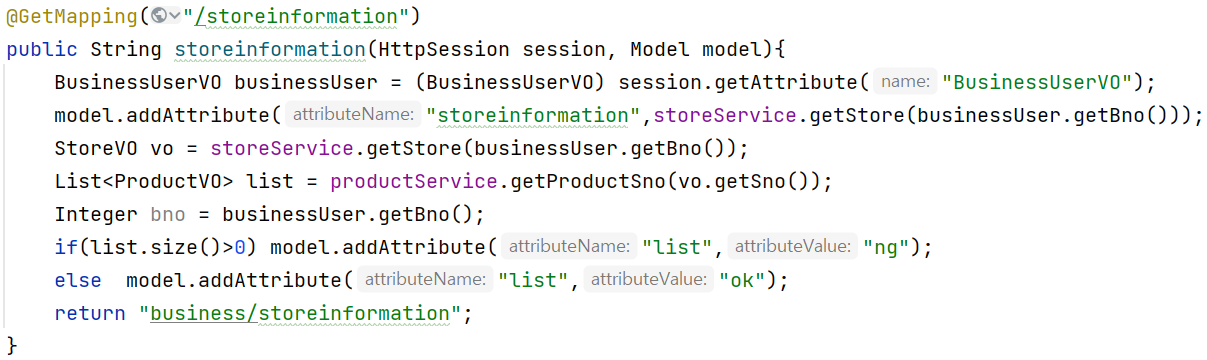 @GetMapping("/storeinformation")
public String storeinformation(HttpSession session, Model model){
    BusinessUserVO businessUser = (BusinessUserVO) session.getAttribute( name: "BusinessUserVO");
    model.addAttribute( attributeName: "storeinformation",storeService.getStore(businessUser.getBno()));
    StoreVO vo = storeService.getStore(businessUser.getBno());
    List<ProductVO> list = productService.getProductSno(vo.getSno());
    Integer bno = businessUser.getBno();
    if(list.size()>0) model.addAttribute( attributeName: "list", attributeValue: "ng");
    else  model.addAttribute( attributeName: "list", attributeValue: "ok");
    return "business/storeinformation";
}